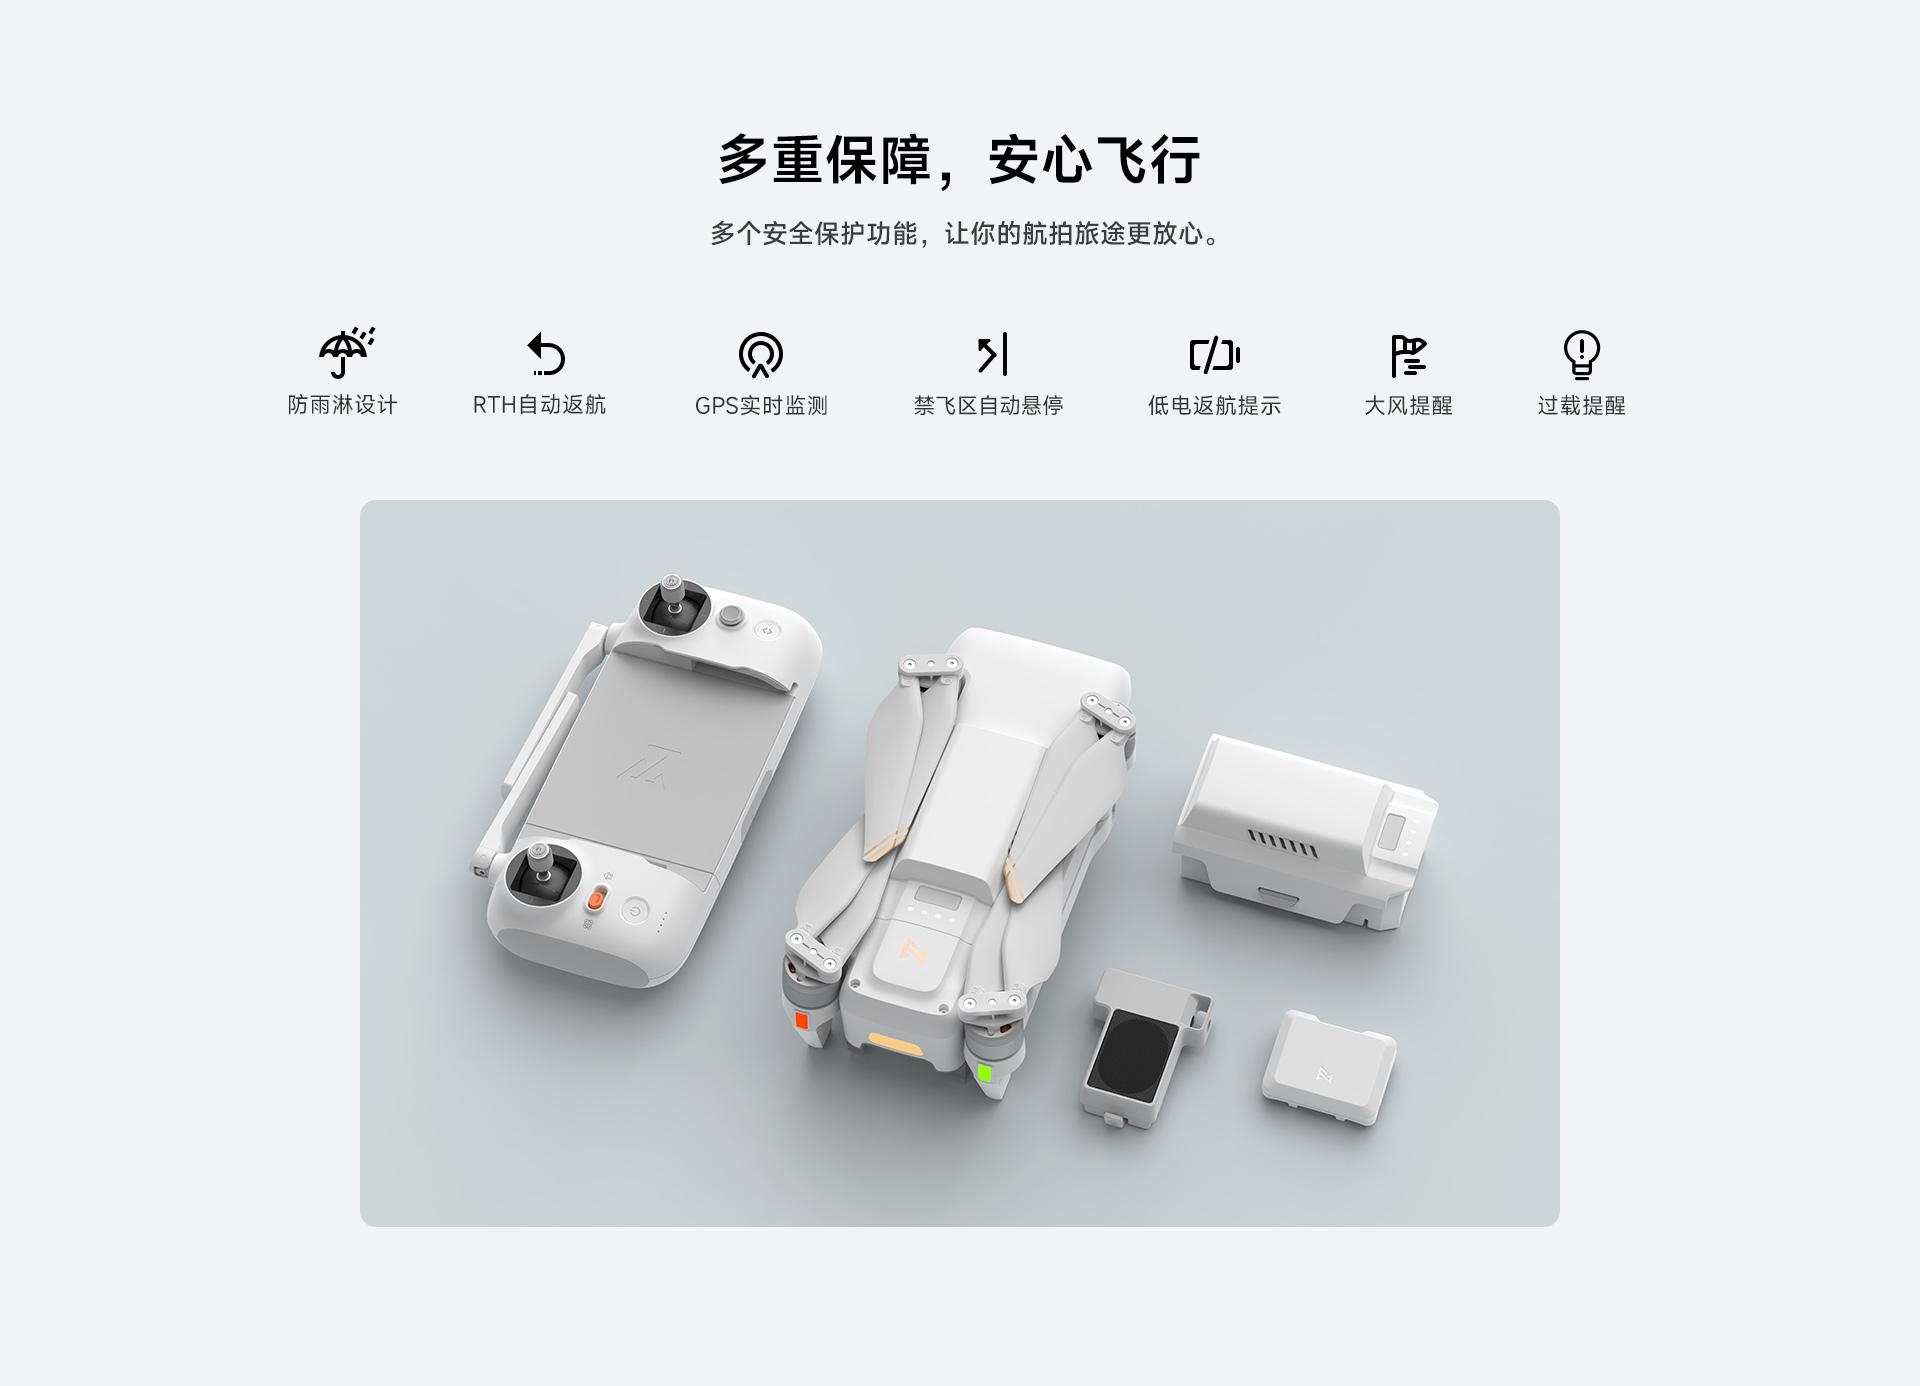 多重保障，安心飞行
多个安全保护功能，让你的航拍旅途更放心。
防雨淋设计
RTH自动返航
GPS实时监测
禁飞区自动悬停
低电返航提示
大风提醒
过载提醒